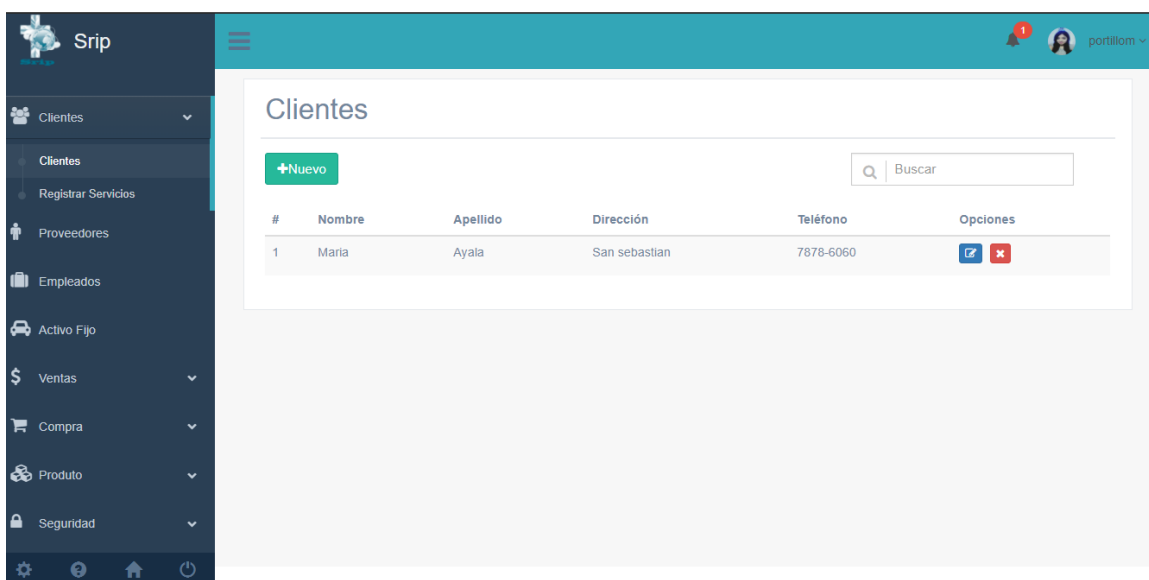 Srip
1
portillom
Clientes
Clientes
Registrar Servicios
Proveedores
Empleados
Activo Fijo
Ventas
Compra
Produto
Seguridad
Clientes
Nuevo
Buscar
# Nombre Apellido Dirección Teléfono Opciones
1 Maria Ayala San sebastian 7878-6060